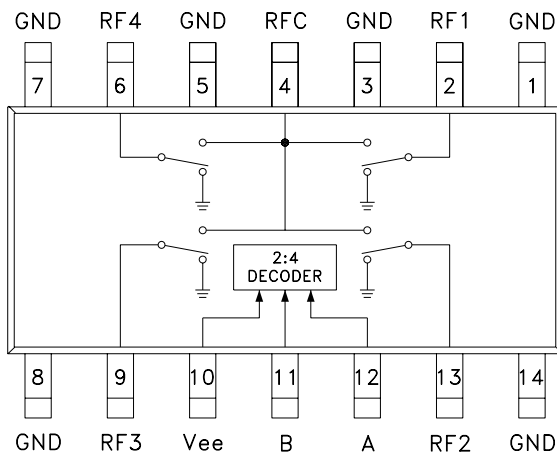 GND RF4 GND RFC GND RF1 GND
7 6 5 4 3 2 1
2:4
DECODER
8 9 10 11 12 13 14
GND RF3 Vee B A RF2 GND